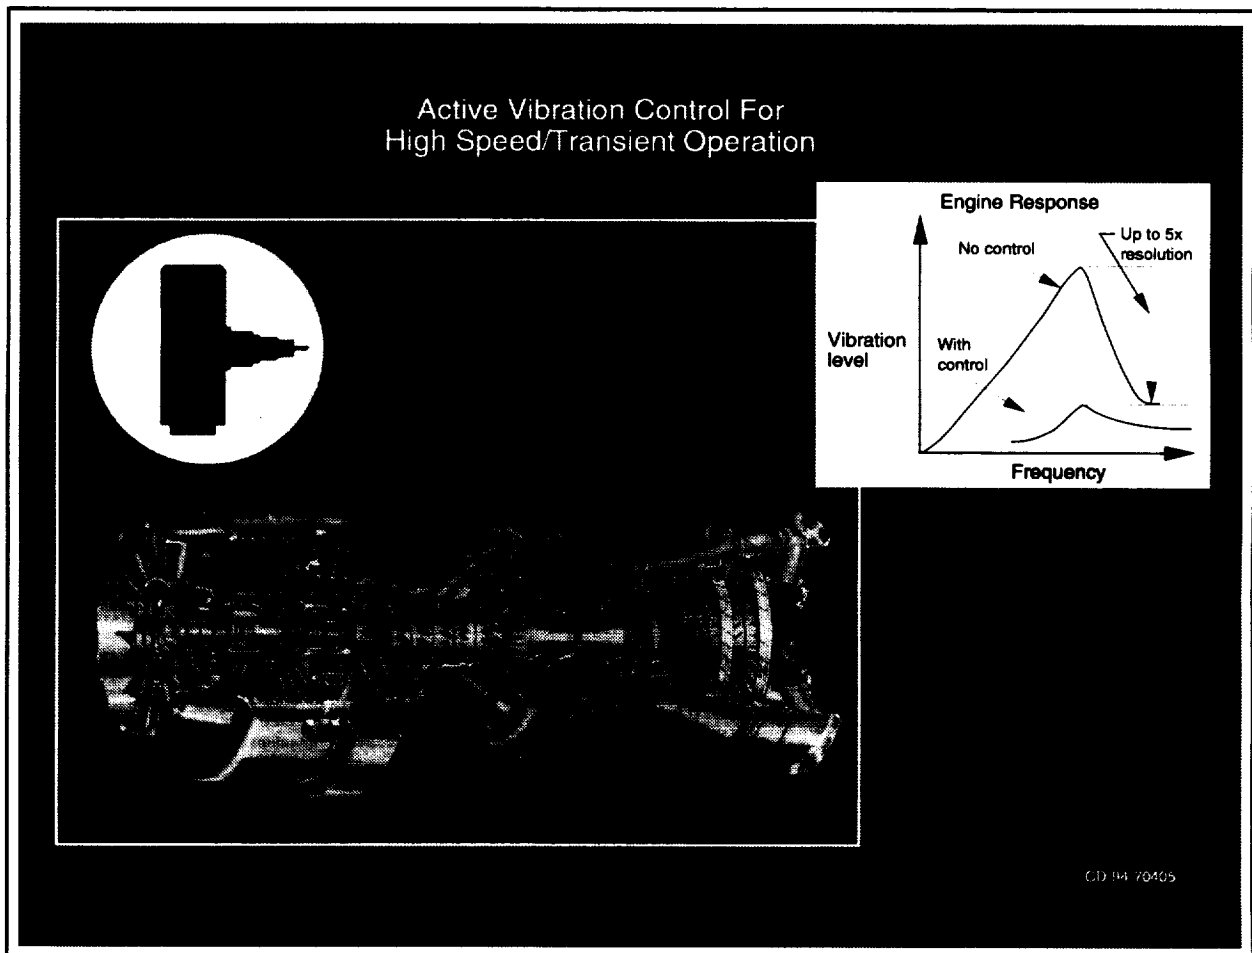 Active Vibration Control For
High Speed/Transient Operation
Engine Response
Up to 5x
resolution
No control
Vibration
level
With
control
Frequency
CD 94 70405